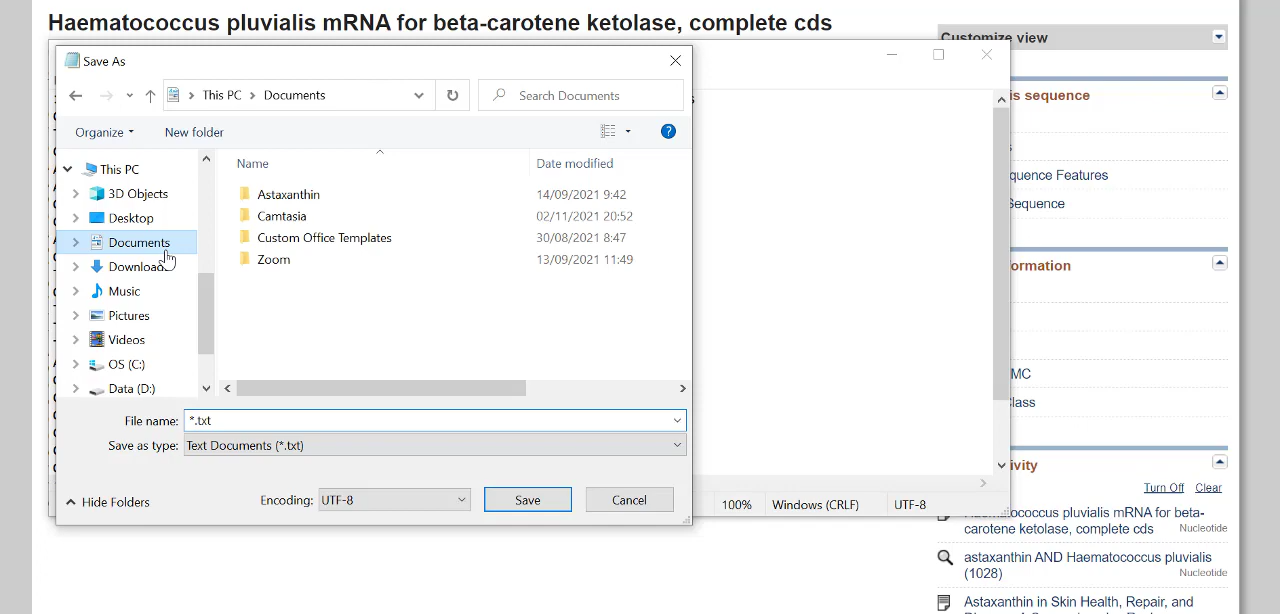 Haematococcus pluvialis mRNA for beta-carotene ketolase, complete cds
Customize view
Save As
This PC > Documents
Search Documents
is sequence
Organize
New folder
Name
Date modified
This PC
quence Features
3D Objects
Astaxanthin
14/09/2021 9:42
Sequence
Desktop
Camtasia
02/11/2021 20:52
Documents
Custom Office Templates
30/08/2021 8:47
Download
Zoom
13/09/2021 11:49
ormation
Music
Pictures
Videos
OS (C:)
MC
Data (D:)
lass
File name:
*.txt
Save as type:
Text Documents (*.txt)
ivity
Turn Off
Clear
Hide Folders
Encoding:
UTF-8
Save
Cancel
100%
Windows (CRLF)
UTF-8
Haematococcus pluvialis mRNA for beta-
carotene ketolase, complete cds
Nucleotide
astaxanthin AND Haematococcus pluvialis
(1028)
Nucleotide
Astaxanthin in Skin Health, Repair, and